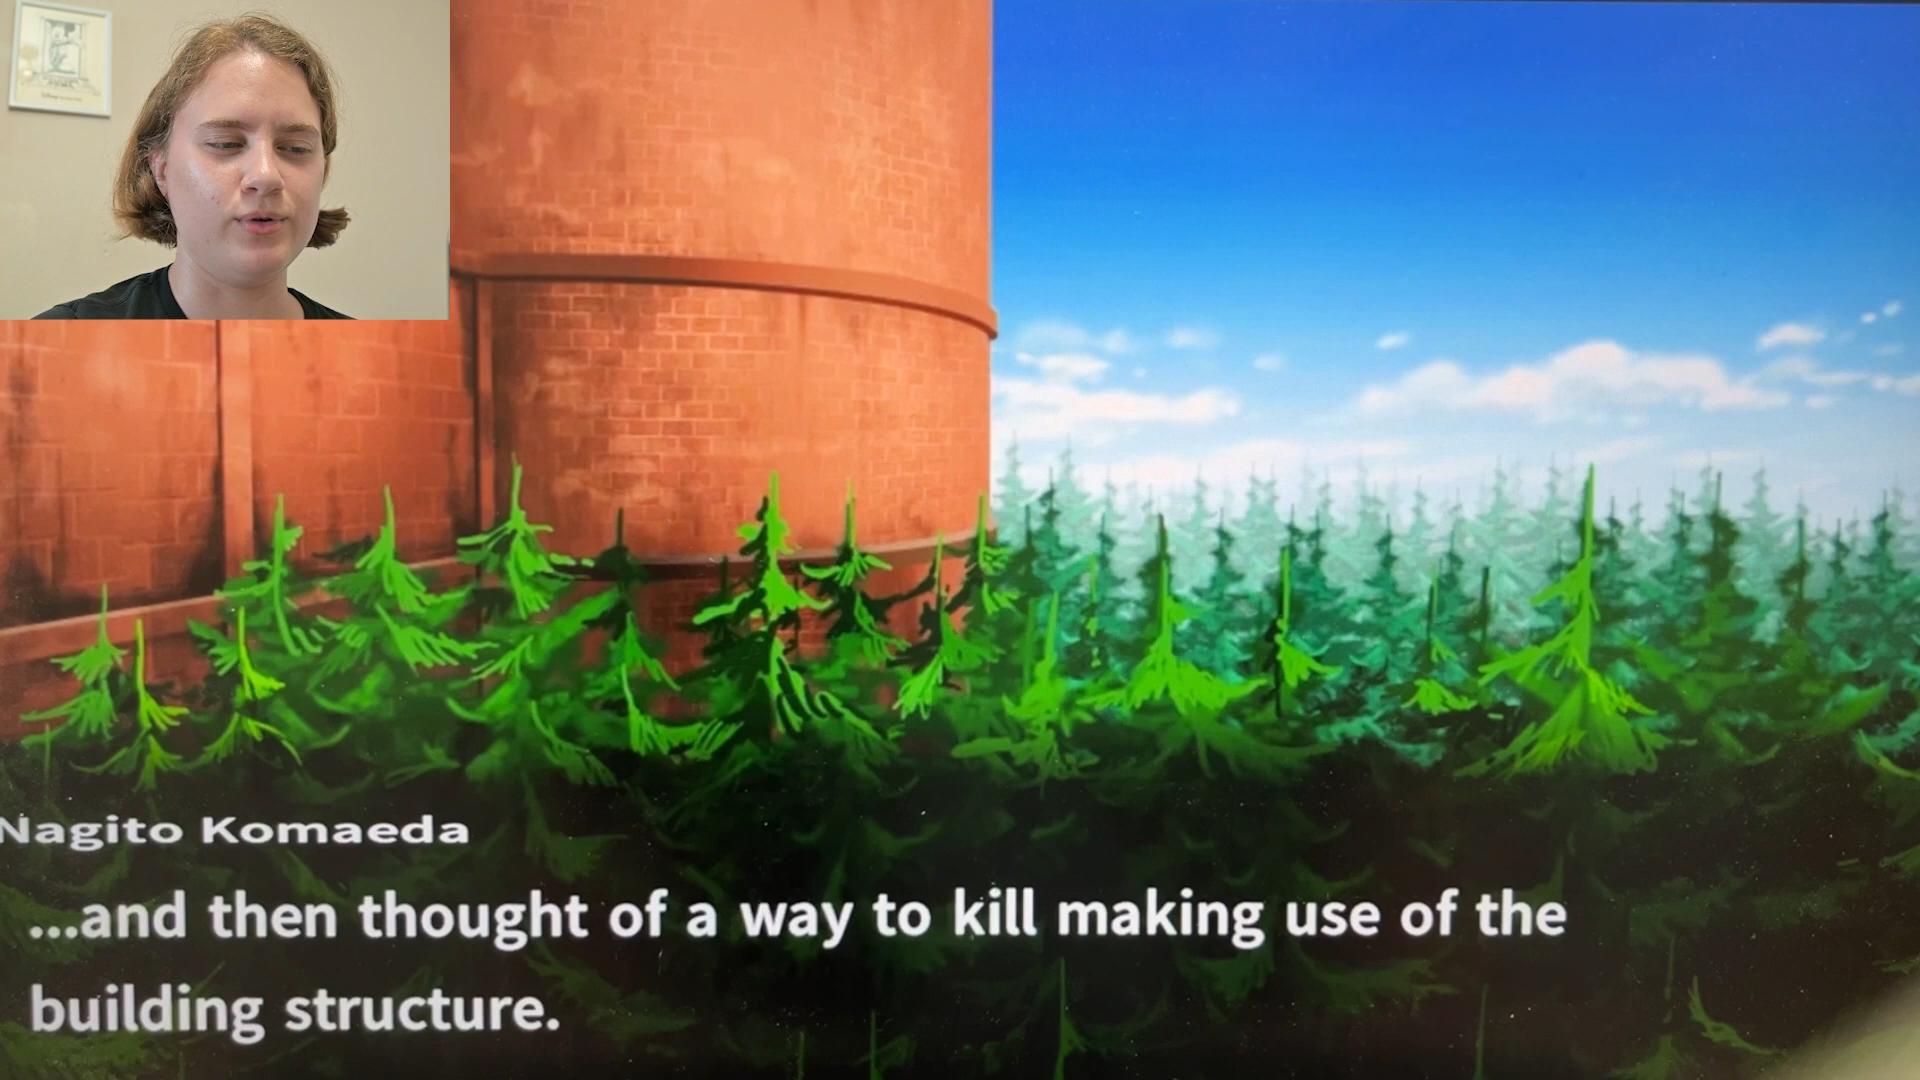 Nagito Komaeda
...and then thought of a way to kill making use of the
building structure.